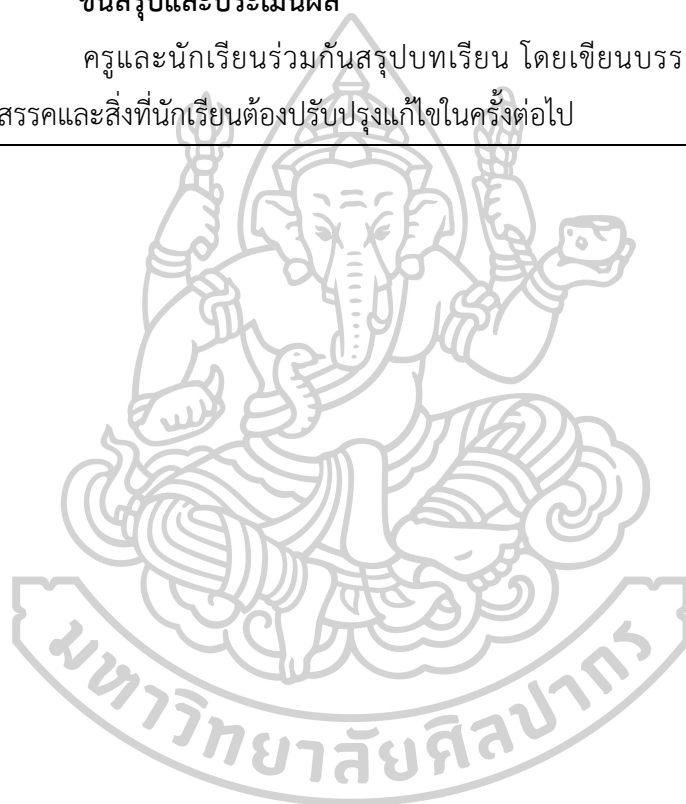 ขั้นสรุปและประเมินผล
ครูและนักเรียนร่วมกันสรุปบทเรียน โดยเขียนบรร
สรรคและสิ่งที่นักเรียนต้องปรับปรุงแก้ไขในครั้งต่อไป
มหาวิทยาลัยศิลปากร